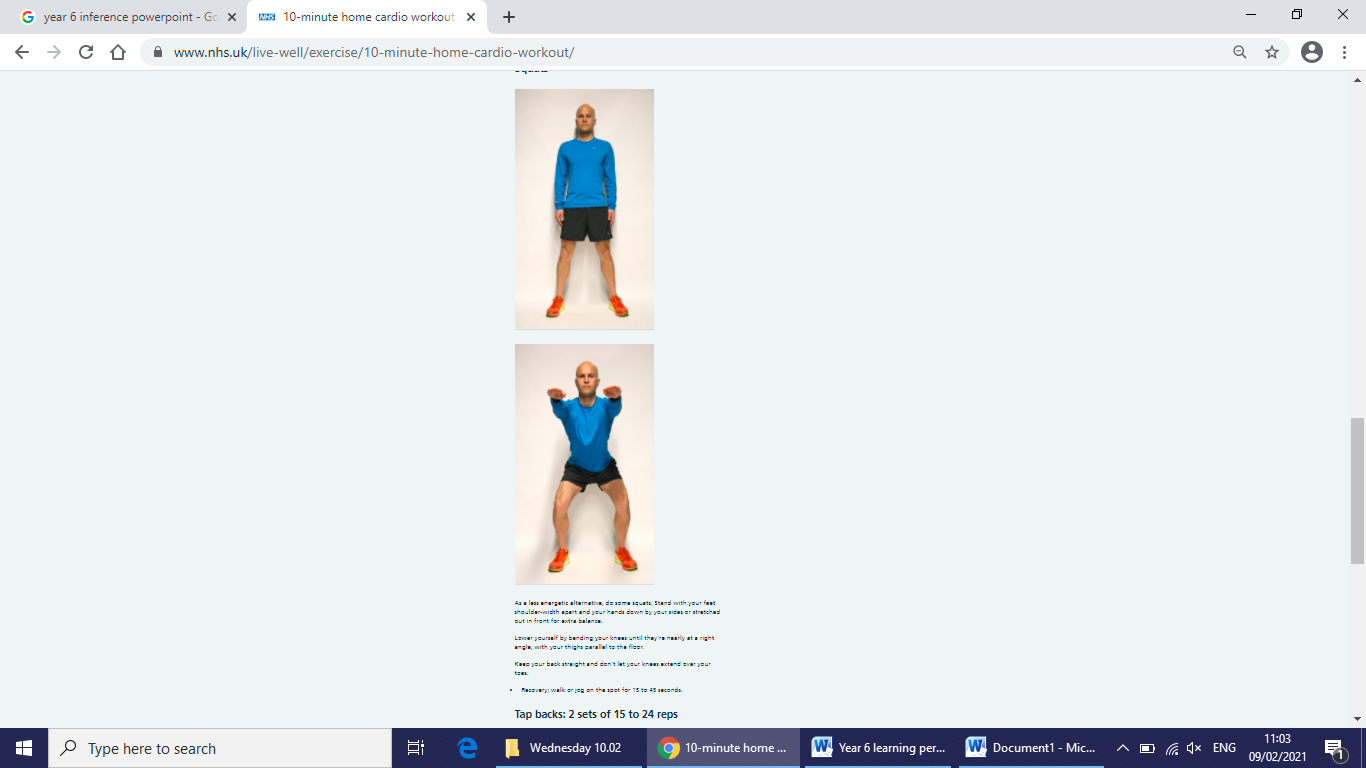 year 6 inference powerpoint - Go
NHS 10-minute home cardio workout
www.nhs.uk/live-well/exercise/10-minute-home-cardio-workout/
As a less energetic alternative, do some squats. Stand with your feet
shoulder-width apart and your hands down by your sides or stretched
out in front for extra balance.
Lower yourself by bending your knees until they're nearly at a right
angle, with your thighs parallel to the floor.
Keep your back straight and don't let your knees extend over your
toes.
• Recovery: walk or jog on the spot for 15 to 45 seconds.
Tap backs: 2 sets of 15 to 24 reps
Type here to search
Wednesday 10.02
10-minute home ...
Year 6 learning per...
Document1 - Mic...
ENG
11:03
09/02/2021
1